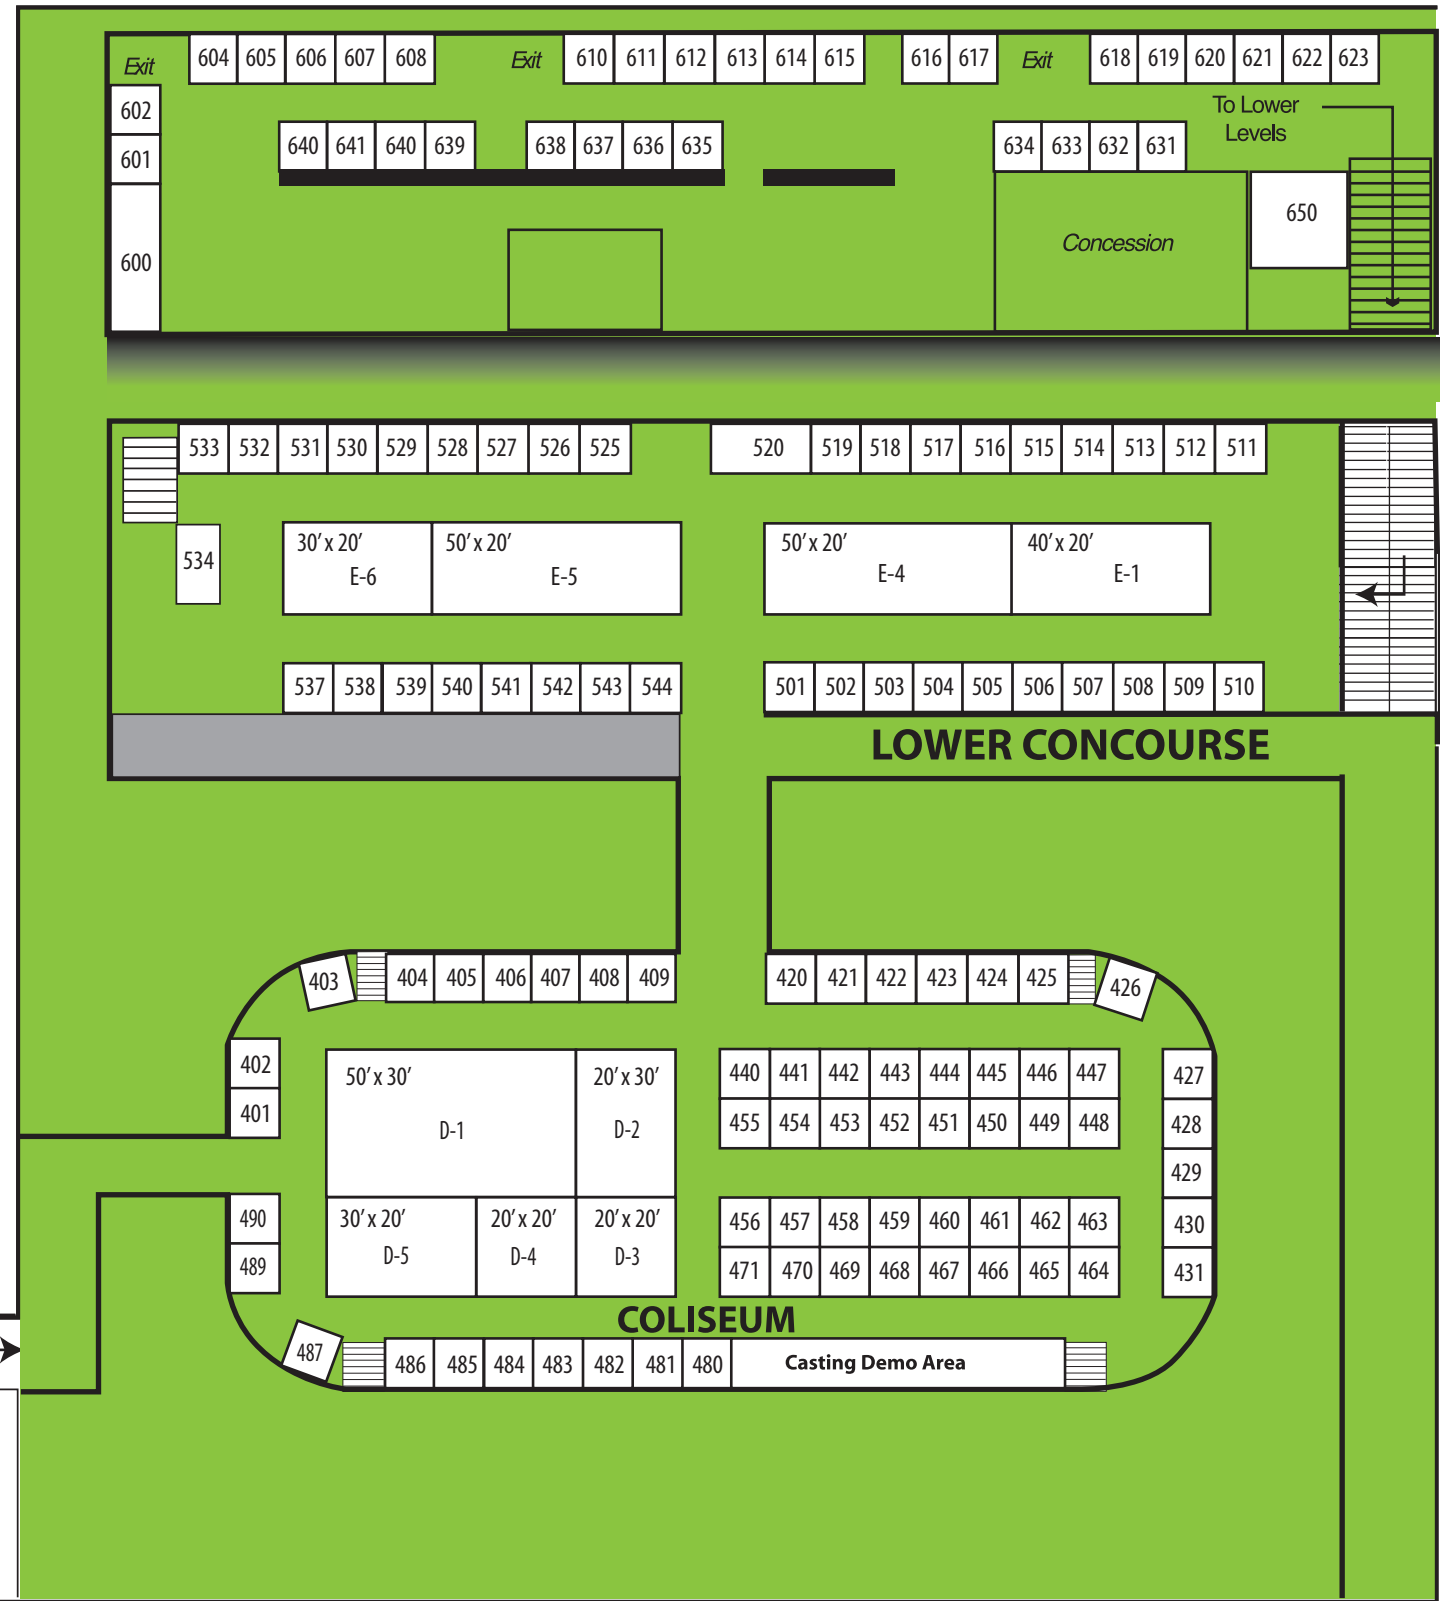 Exit 604 605 606 607 608 Exit 610 611 612 613 614 615 616 617 Exit 618 619 620 621 622 623
602
To Lower
Levels
601
640 641 640 639 638 637 636 635 634 633 632 631
650
600
Concession
533 532 531 530 529 528 527 526 525 520 519 518 517 516 515 514 513 512 511
30' x 20' 50' x 20' 50' x 20' 40' x 20'
534 E-6 E-5 E-4 E-1
537 538 539 540 541 542 543 544 501 502 503 504 505 506 507 508 509 510
LOWER CONCOURSE
403 404 405 406 407 408 409 420 421 422 423 424 425 426
402
50' x 30' 20' x 30' 440 441 442 443 444 445 446 447 427
401 D-1 D-2 455 454 453 452 451 450 449 448 428
429
490 30' x 20' 20' x 20' 20' x 20' 456 457 458 459 460 461 462 463 430
489 D-5 D-4 D-3 471 470 469 468 467 466 465 464 431
COLISEUM
487 486 485 484 483 482 481 480 Casting Demo Area